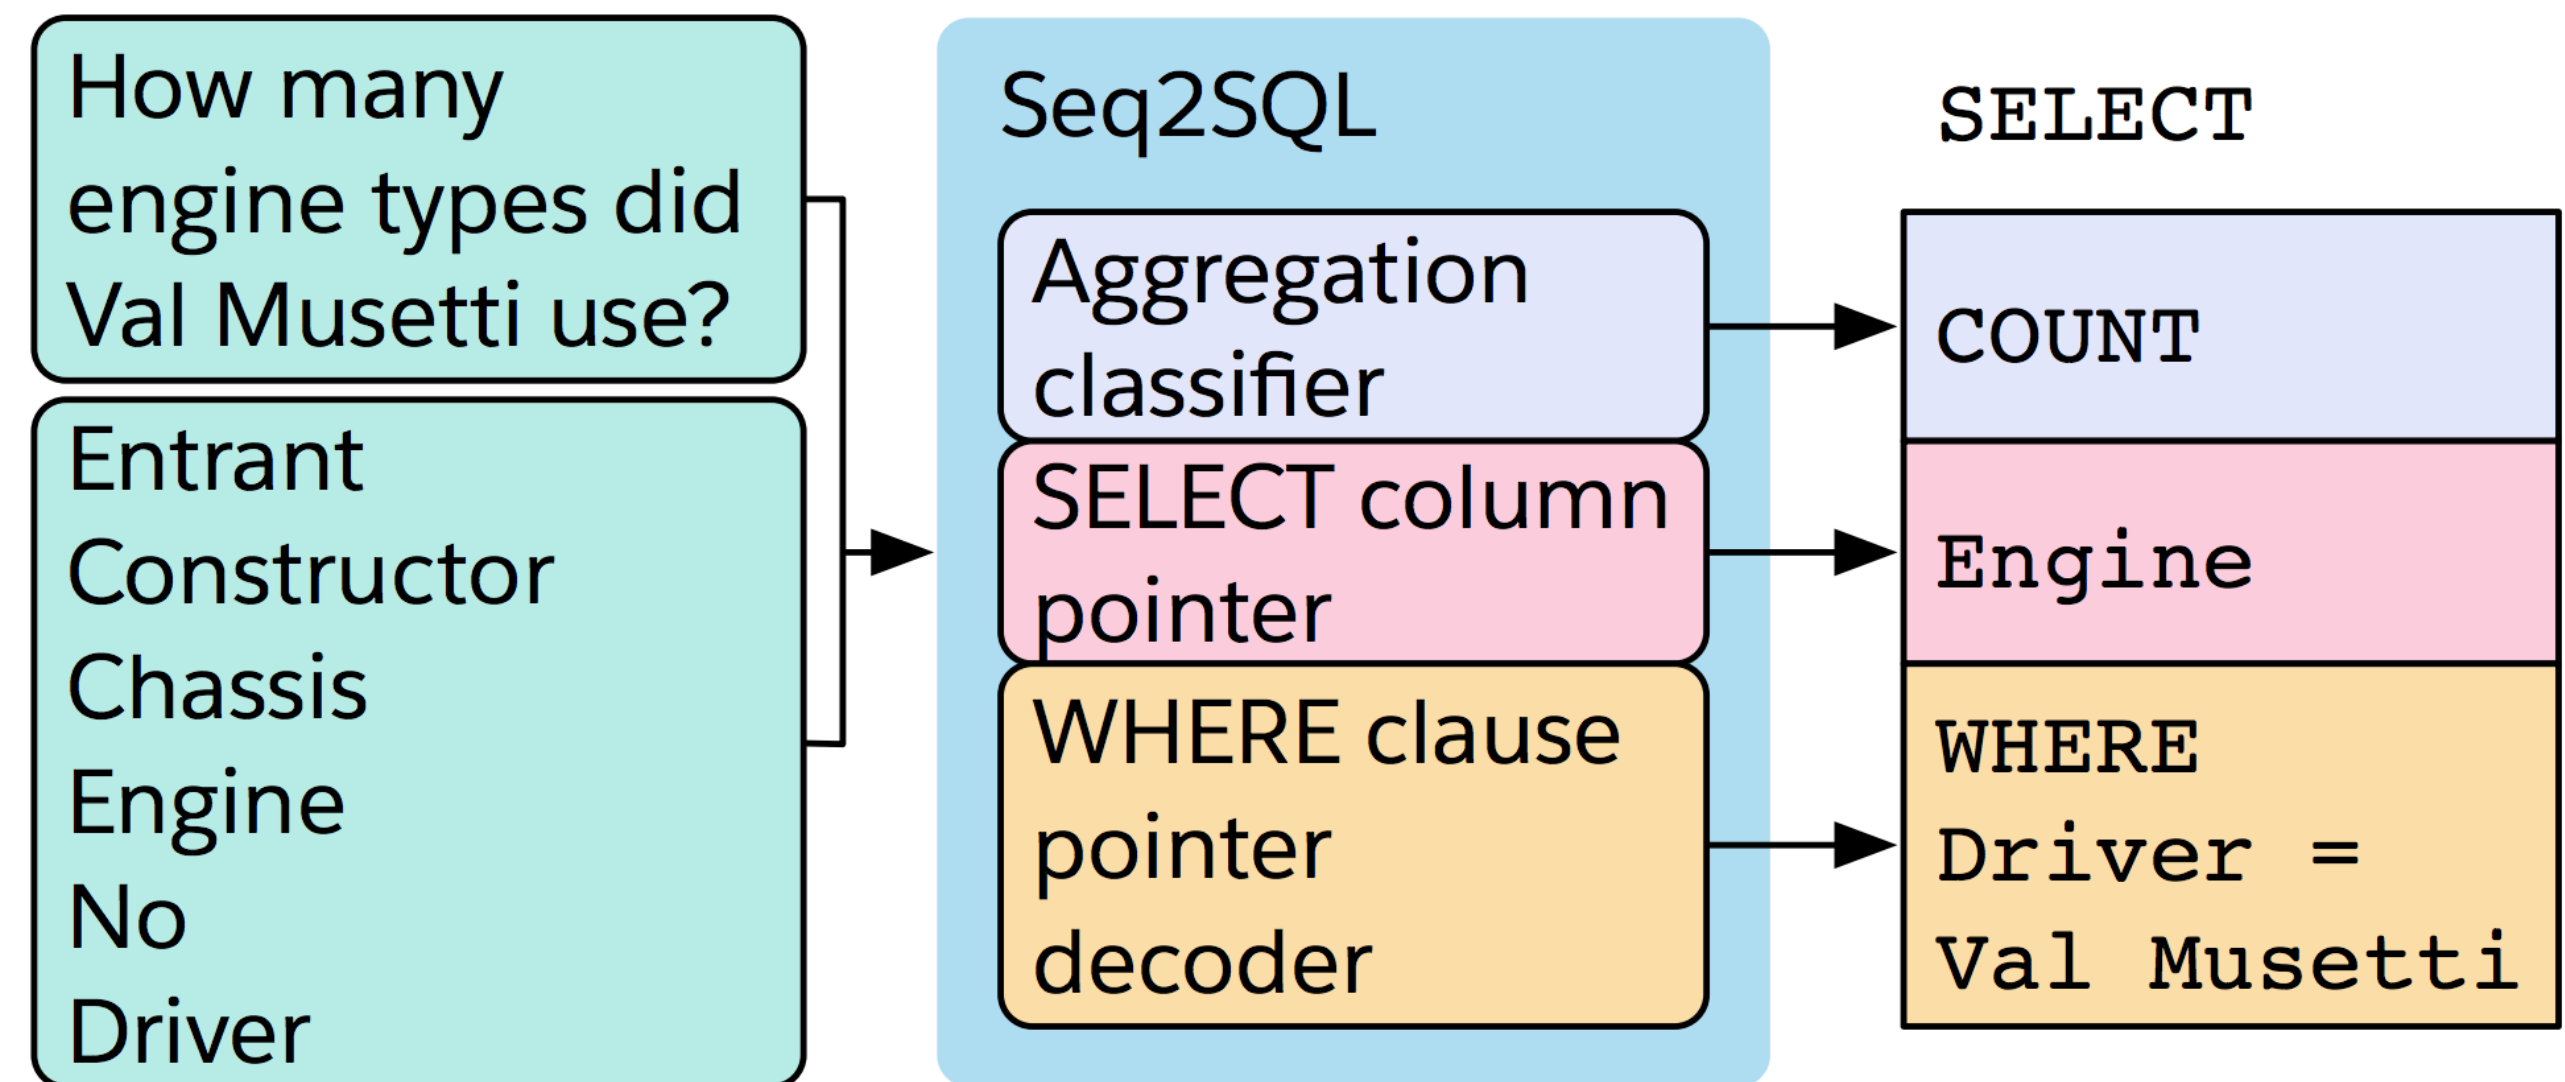 How many
engine types did
Val Musetti use?
Entrant
Constructor
Chassis
Engine
No
Driver
Seq2SQL
Aggregation
classifier
SELECT column
pointer
WHERE clause
pointer
decoder
SELECT
COUNT
Engine
WHERE
Driver =
Val Musetti